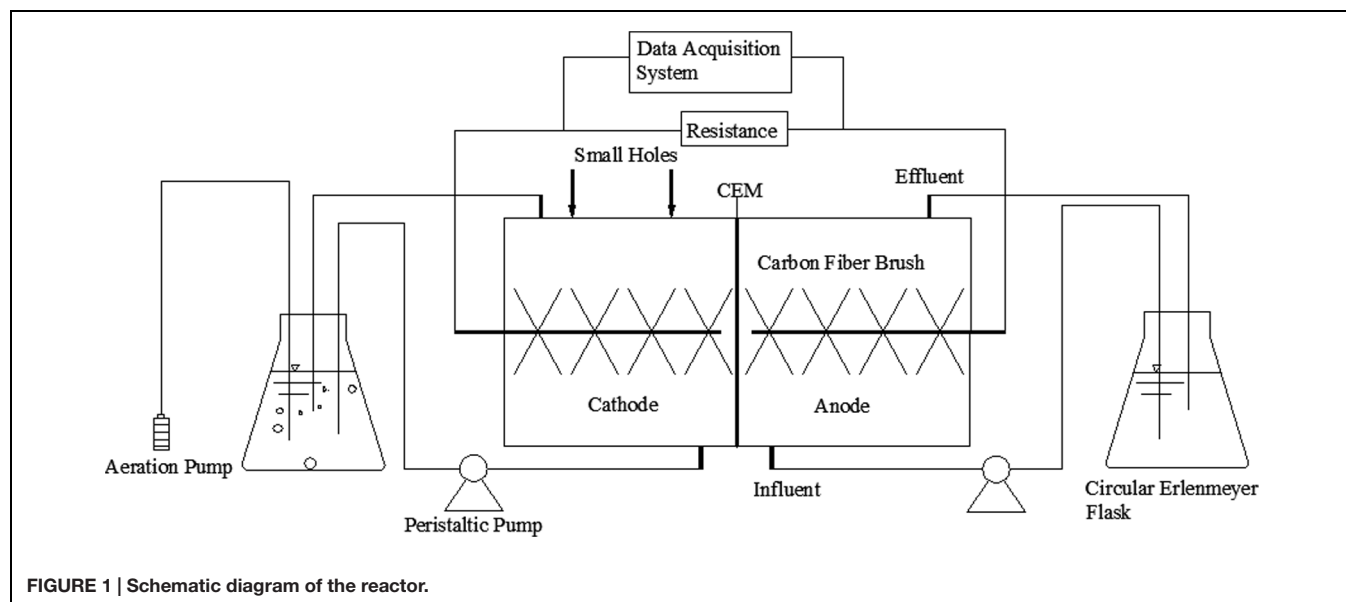 Data Acquisition
System
Resistance
Small Holes
CEM
Effluent
Carbon Fiber Brush
Cathode
Anode
Aeration Pump
Peristaltic Pump
Influent
Circular Erlenmeyer
Flask
FIGURE 1 | Schematic diagram of the reactor.